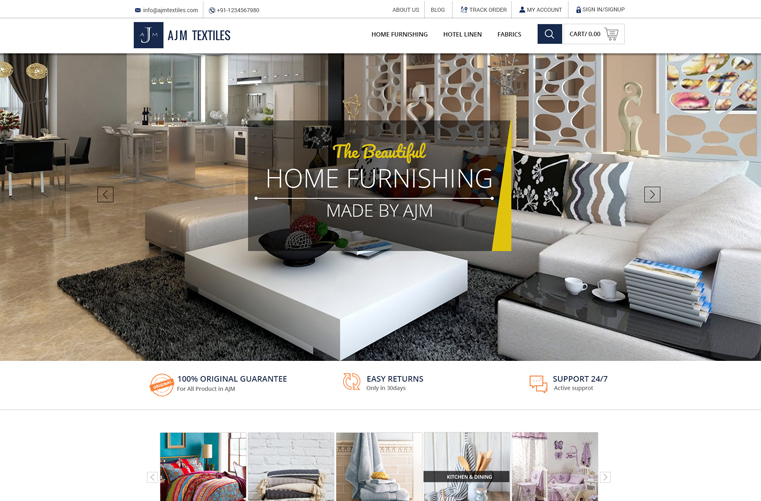 info@ajmtextiles.com
+91-1234567980
ABOUT US
BLOG
TRACK ORDER
MY ACCOUNT
SIGN IN/SIGNUP
AJM
AJM TEXTILES
HOME FURNISHING
HOTEL LINEN
FABRICS
CART/ 0.00
The Beautiful
HOME FURNISHING
MADE BY AJM
100% ORIGINAL GUARANTEE
For All Product in AJM
EASY RETURNS
Only in 30days
SUPPORT 24/7
Active supprot
KITCHEN & DINING